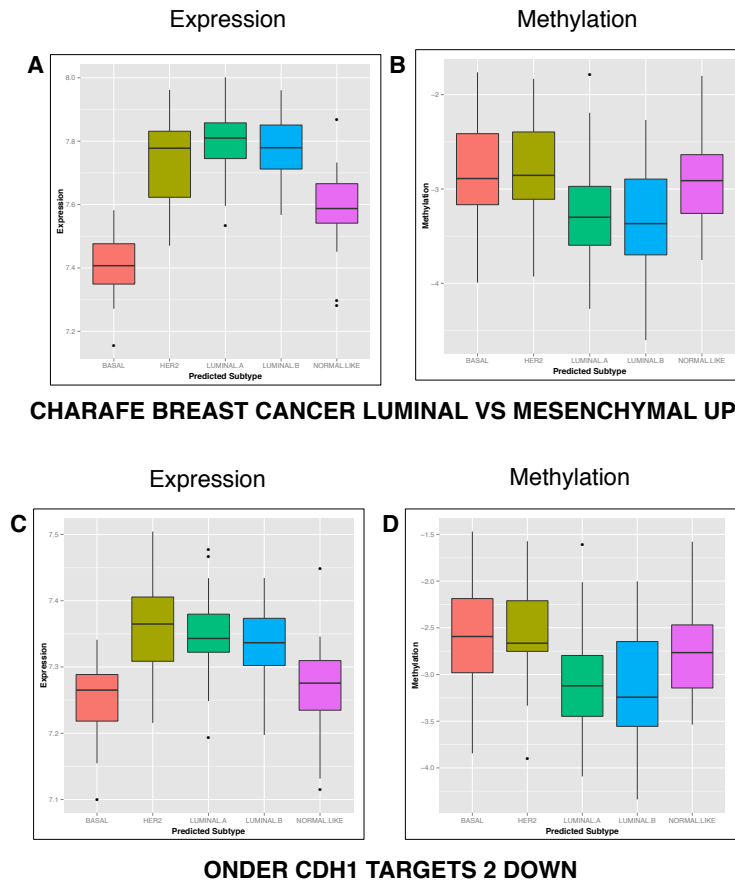 Expression
Methylation
A
B
8.0
7.8
7.6
7.4
7.2
Expression
BASAL
HER2
LUMINAL.A
LUMINAL.B
NORMAL.LIKE
Predicted Subtype
−2
−3
−4
Methylation
BASAL
HER2
LUMINAL.A
LUMINAL.B
NORMAL.LIKE
Predicted Subtype
CHARAFE BREAST CANCER LUMINAL VS MESENCHYMAL UP
Expression
Methylation
C
D
7.5
7.4
7.3
7.2
7.1
Expression
BASAL
HER2
LUMINAL.A
LUMINAL.B
NORMAL.LIKE
Predicted Subtype
−1.5
−2.0
−2.5
−3.0
−3.5
−4.0
Methylation
BASAL
HER2
LUMINAL.A
LUMINAL.B
NORMAL.LIKE
Predicted Subtype
ONDER CDH1 TARGETS 2 DOWN